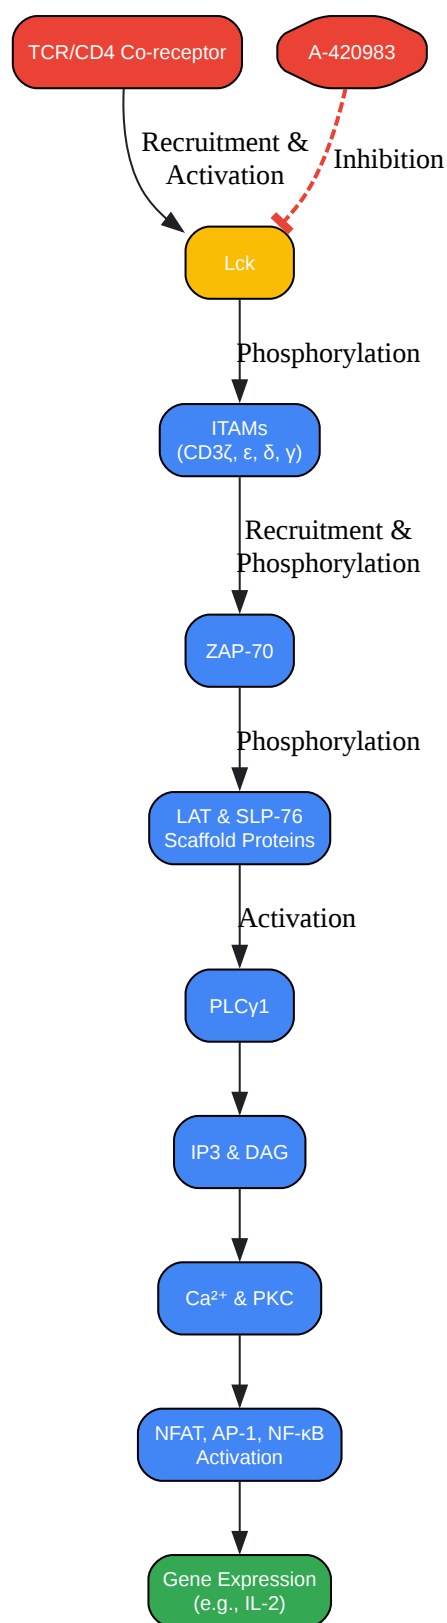 TCR/CD4 Co-receptor
A-420983
Recruitment &
Activation
Inhibition
Lck
Phosphorylation
ITAMs
(CD3ζ, ε, δ, γ)
Recruitment &
Phosphorylation
ZAP-70
Phosphorylation
LAT & SLP-76
Scaffold Proteins
Activation
PLCγ1
IP3 & DAG
Ca²⁺ & PKC
NFAT, AP-1, NF-κB
Activation
Gene Expression
(e.g., IL-2)